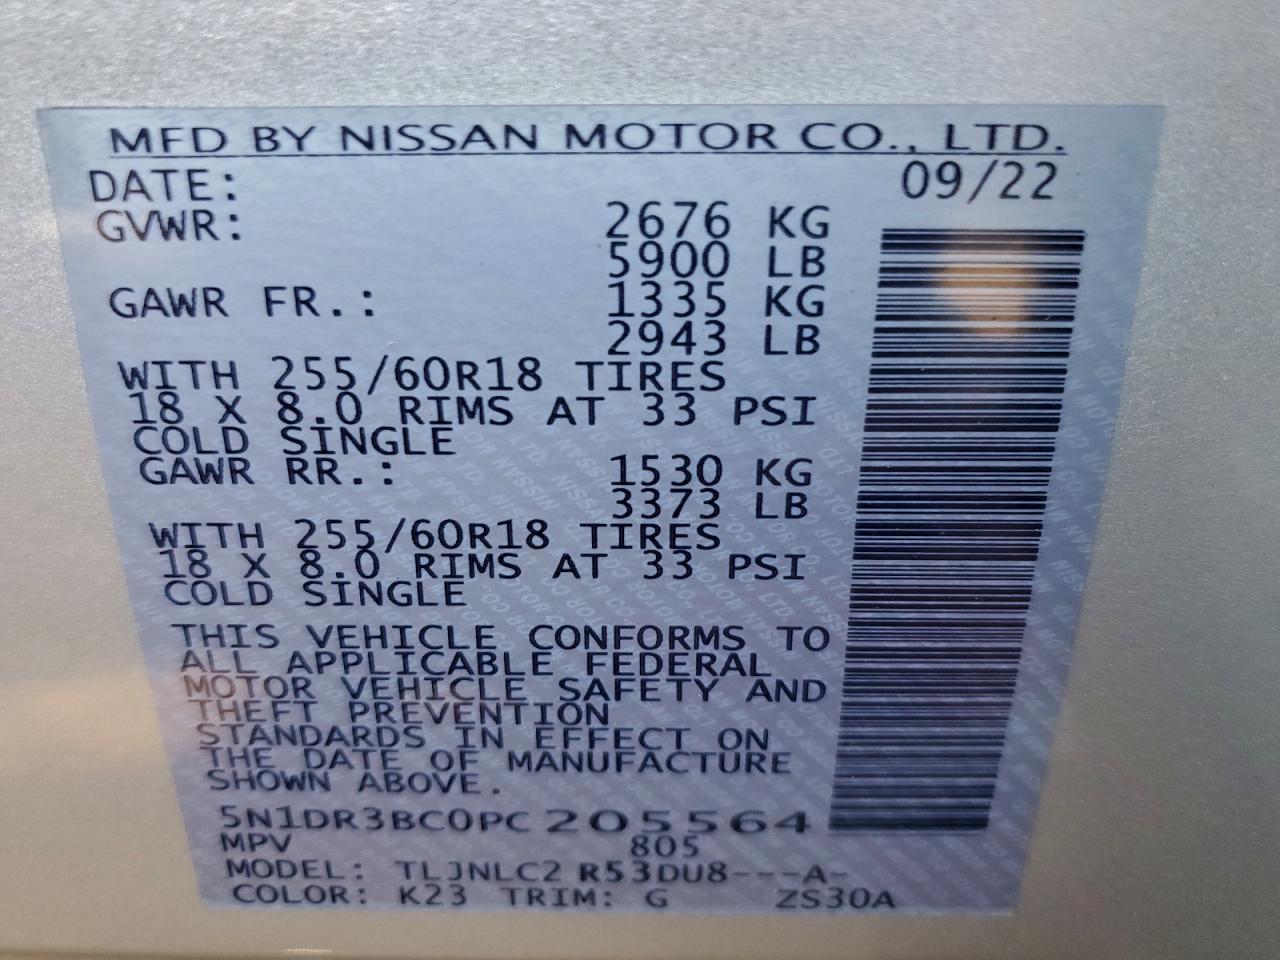 MFD BY NISSAN MOTOR CO., LTD.
DATE: 09/22
GVWR: 2676 KG
5900 LB
GAWR FR.: 1335 KG
2943 LB
WITH 255/60R18 TIRES
18 X 8.0 RIMS AT 33 PSI
COLD SINGLE
GAWR RR.: 1530 KG
3373 LB
WITH 255/60R18 TIRES
18 X 8.0 RIMS AT 33 PSI
COLD SINGLE
THIS VEHICLE CONFORMS TO
ALL APPLICABLE FEDERAL
MOTOR VEHICLE SAFETY AND
THEFT PREVENTION
STANDARDS IN EFFECT ON
THE DATE OF MANUFACTURE
SHOWN ABOVE.
5N1DR3BC0PC205564
MPV 805
MODEL: TLJNLC2 R53DU8---A-
COLOR: K23 TRIM: G ZS30A